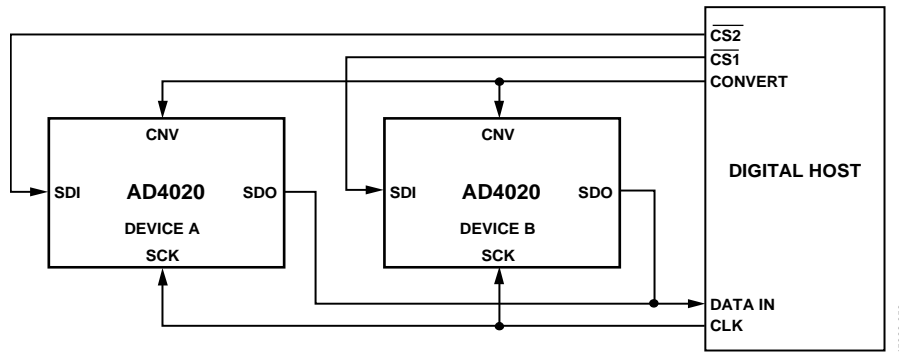 CS2
CS1
CONVERT
CNV
CNV
DIGITAL HOST
SDI
AD4020
SDO
SDI
AD4020
SDO
DEVICE A
DEVICE B
SCK
SCK
DATA IN
CLK